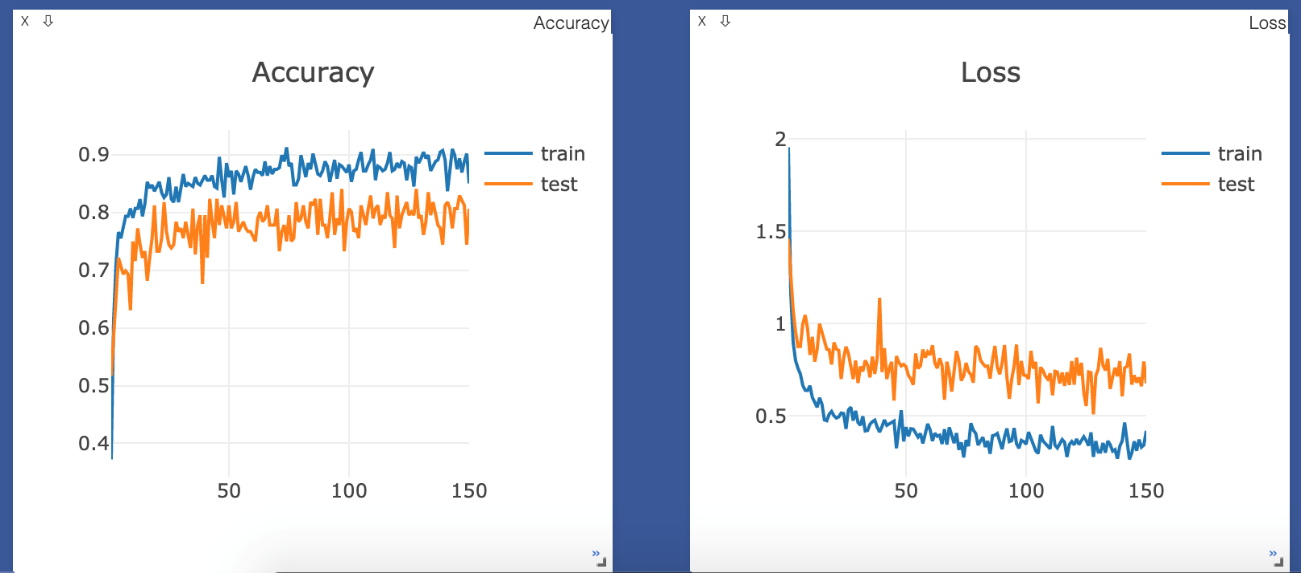 X ⇩ Accuracy
Accuracy
0.9
0.8
0.7
0.6
0.5
0.4
50 100 150
train
test
»
X ⇩ Loss
Loss
2
1.5
1
0.5
50 100 150
train
test
»